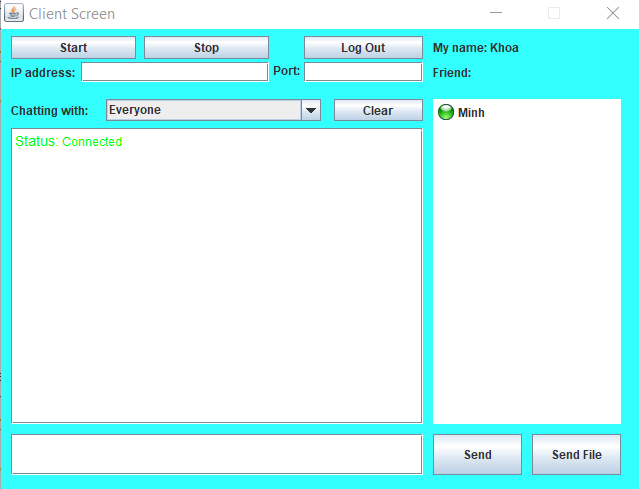 Client Screen
Start Stop Log Out My name: Khoa
IP address: Port: Friend:
Chatting with: Everyone Clear
Minh
Status: Connected
Send Send File